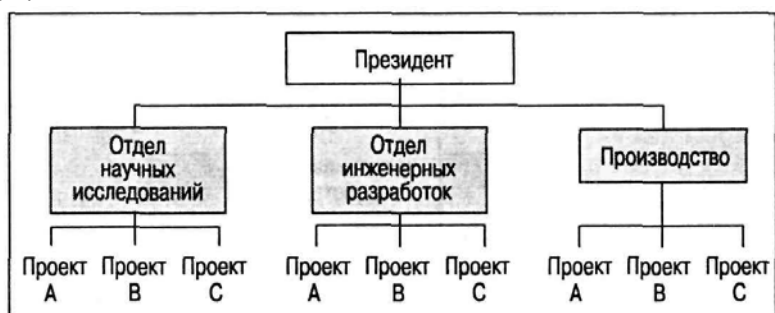 Президент
Отдел
научных
исследований
Отдел
инженерных
разработок
Производство
Проект Проект Проект
А В С
Проект Проект Проект
А В С
Проект Проект Проект
А В С